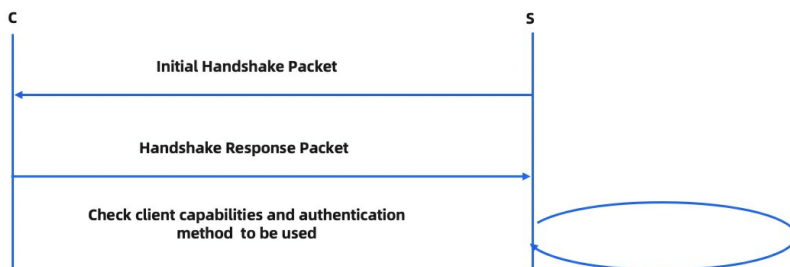 C
S
Initial Handshake Packet
Handshake Response Packet
Check client capabilities and authentication
method to be used